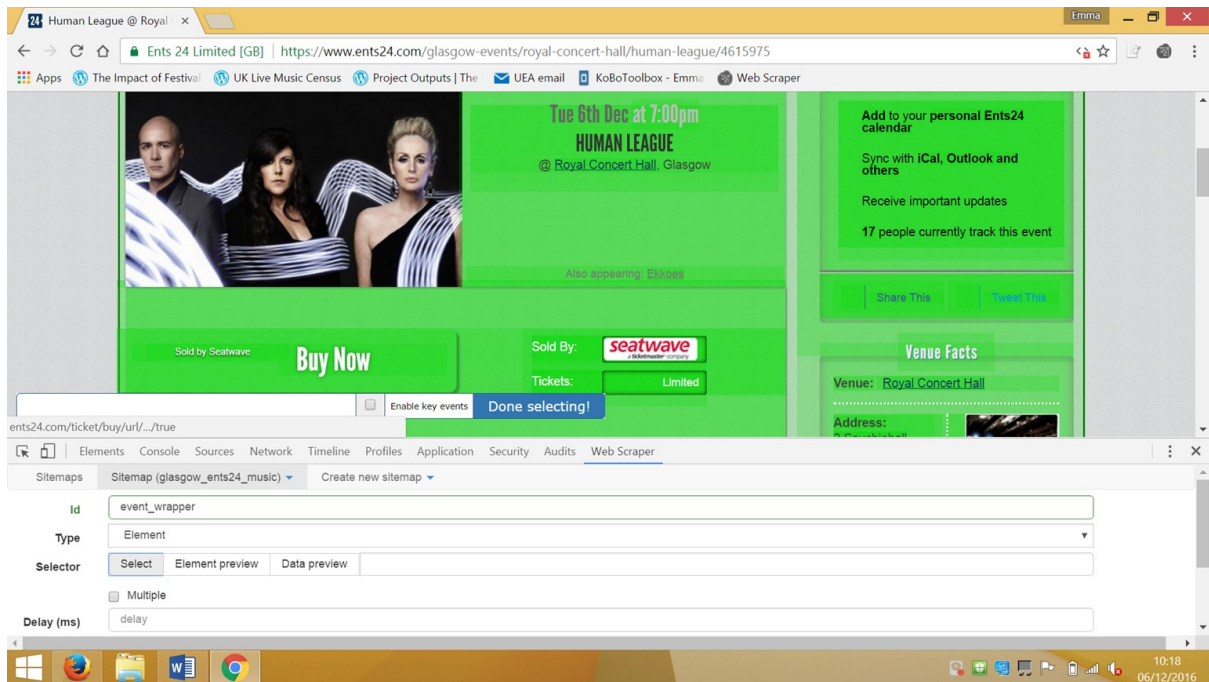 24 Human League @ Royal
Emma
Ents 24 Limited [GB] https://www.ents24.com/glasgow-events/royal-concert-hall/human-league/4615975
Apps The Impact of Festival UK Live Music Census Project Outputs | The UEA email KoBoToolbox - Emma Web Scraper
Tue 6th Dec at 7:00pm
HUMAN LEAGUE
@ Royal Concert Hall, Glasgow
Also appearing: Ekkoes
Add to your personal Ents24
calendar
Sync with iCal, Outlook and
others
Receive important updates
17 people currently track this event
Share This Tweet This
Sold by Seatwave Buy Now
Sold By: seatwave
a ticketmaster company
Tickets: Limited
Venue Facts
Venue: Royal Concert Hall
Address:
2 Sauchiehall
Enable key events Done selecting!
ents24.com/ticket/buy/url/.../true
Elements Console Sources Network Timeline Profiles Application Security Audits Web Scraper
Sitemaps Sitemap (glasgow_ents24_music) Create new sitemap
Id event_wrapper
Type Element
Selector Select Element preview Data preview
Multiple
Delay (ms) delay
10:18
06/12/2016